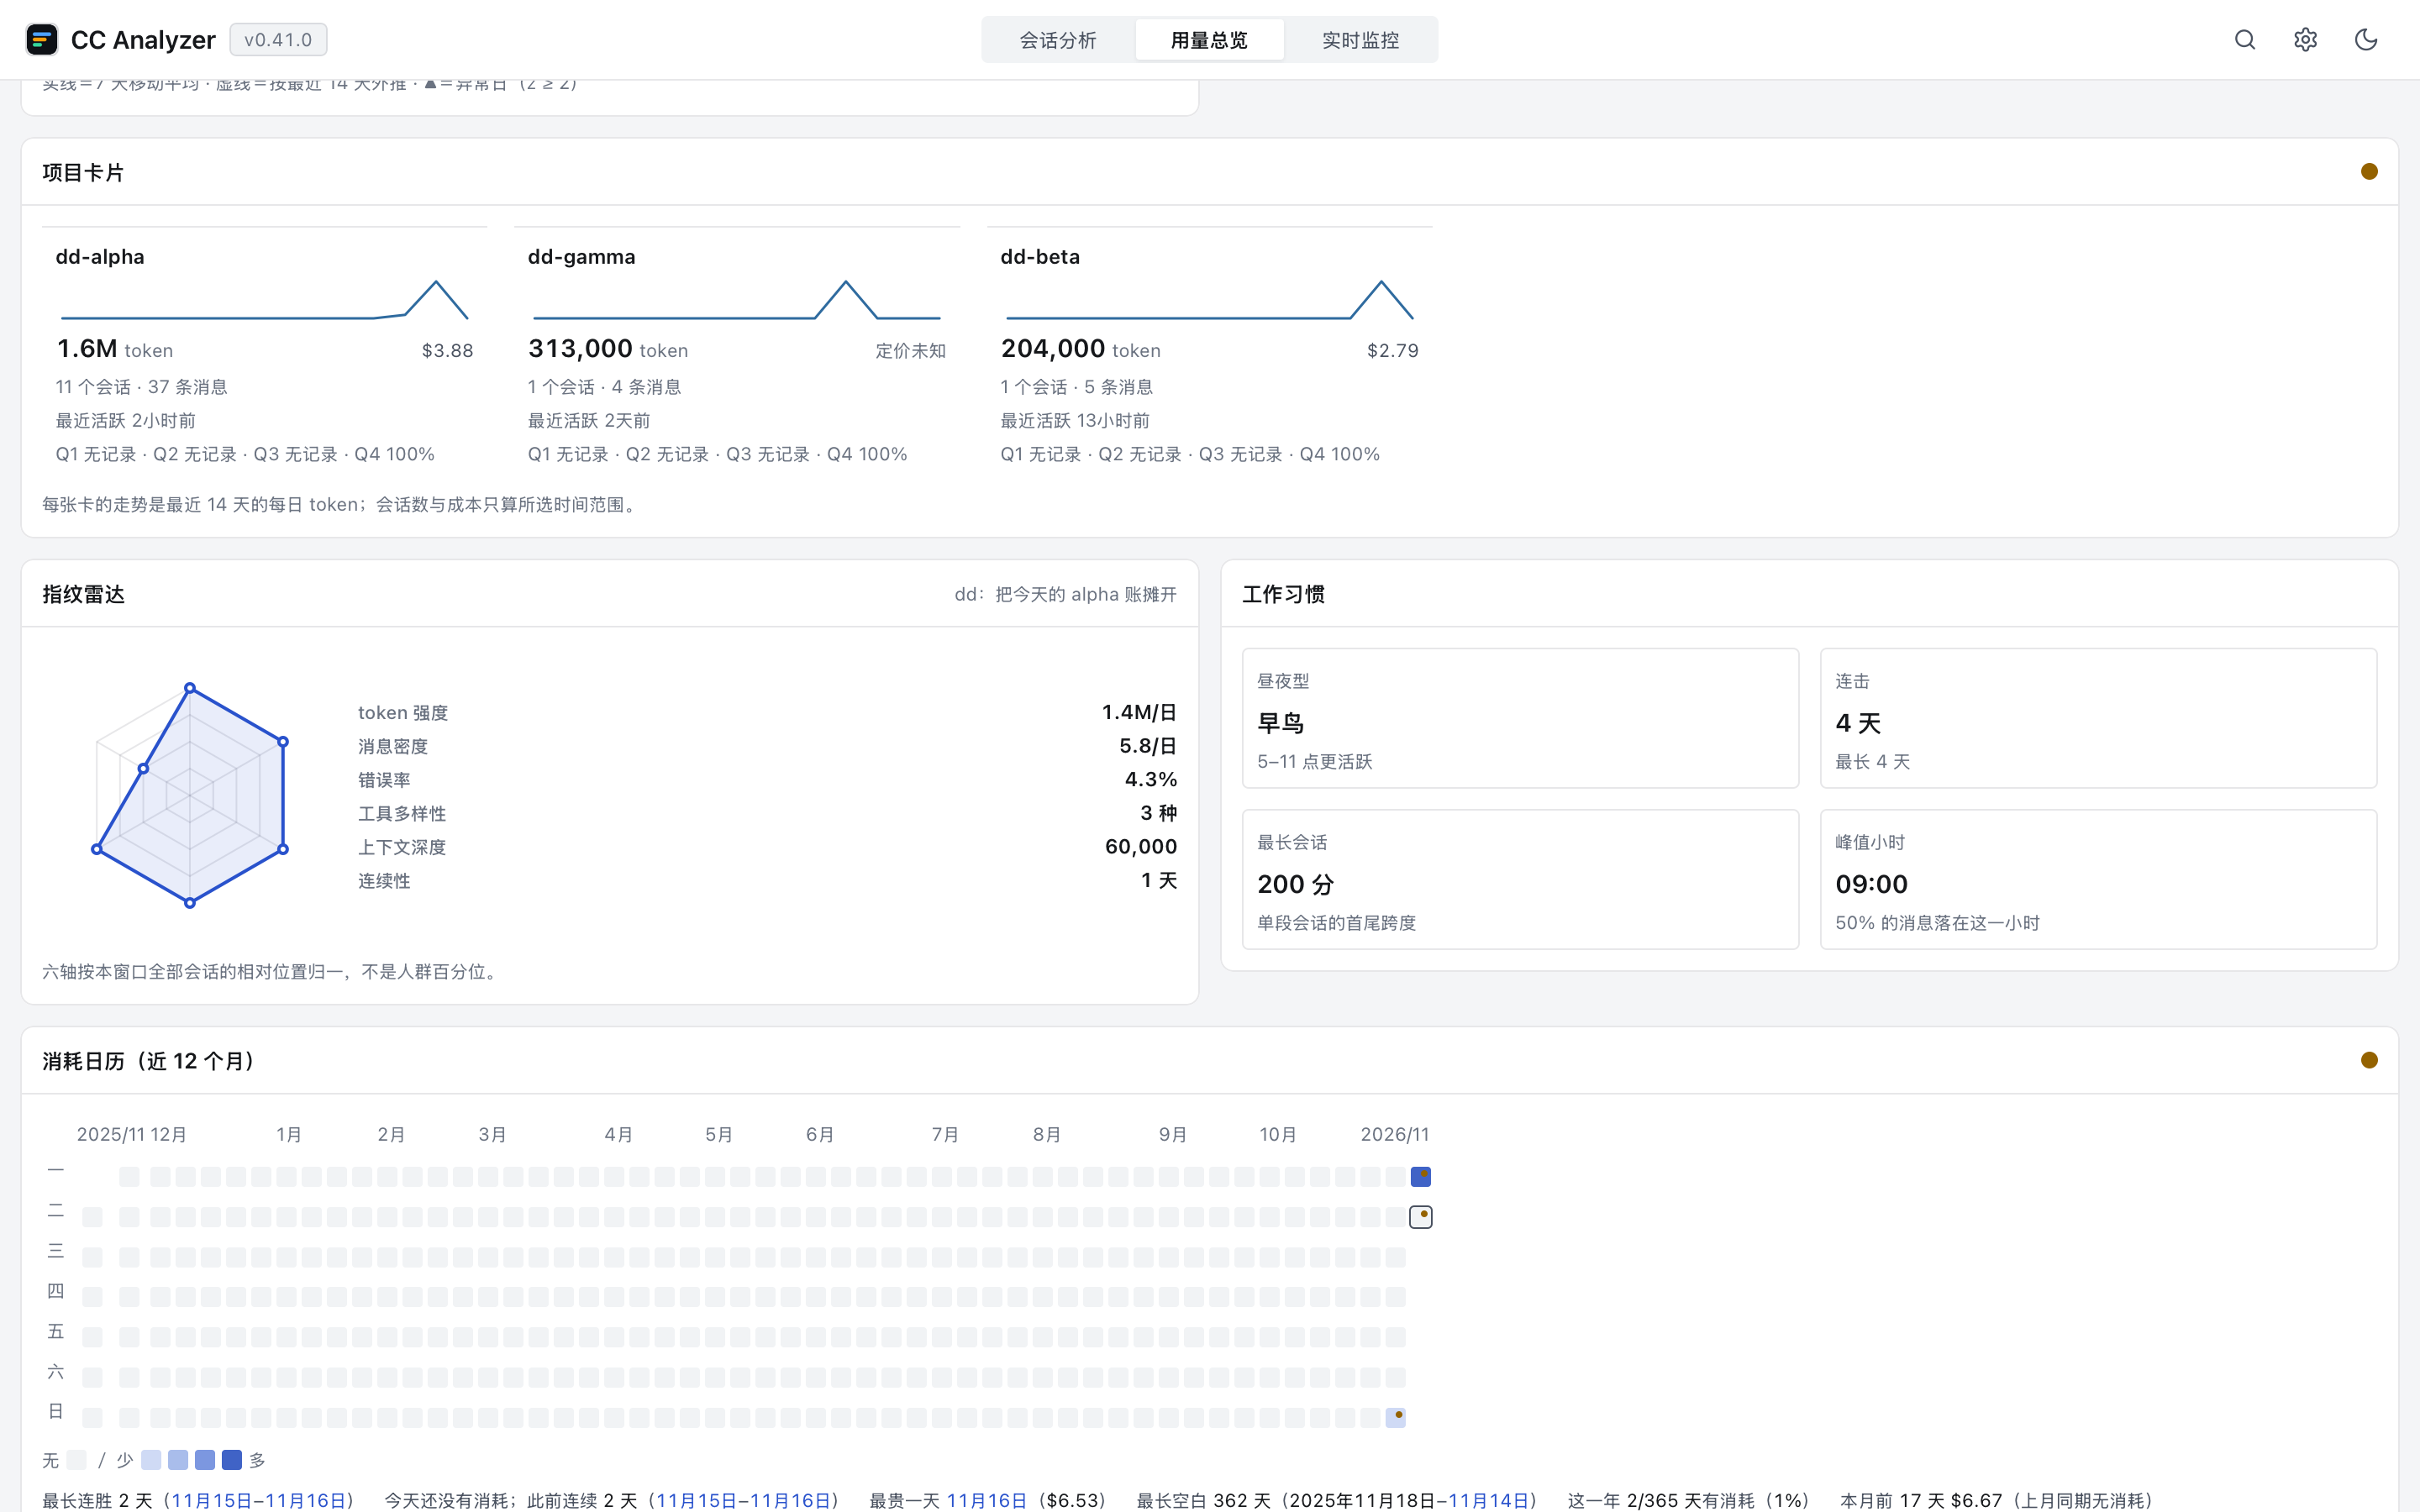 CC Analyzer v0.41.0 会话分析 用量总览 实时监控
实线=7 天移动平均 · 虚线=按最近 14 天外推 · ▲=异常日（z ≥ 2）
项目卡片
dd-alpha
1.6M token $3.88
11 个会话 · 37 条消息
最近活跃 2小时前
Q1 无记录 · Q2 无记录 · Q3 无记录 · Q4 100%
dd-gamma
313,000 token 定价未知
1 个会话 · 4 条消息
最近活跃 2天前
Q1 无记录 · Q2 无记录 · Q3 无记录 · Q4 100%
dd-beta
204,000 token $2.79
1 个会话 · 5 条消息
最近活跃 13小时前
Q1 无记录 · Q2 无记录 · Q3 无记录 · Q4 100%
每张卡的走势是最近 14 天的每日 token；会话数与成本只算所选时间范围。
指纹雷达 dd：把今天的 alpha 账摊开
token 强度 1.4M/日
消息密度 5.8/日
错误率 4.3%
工具多样性 3 种
上下文深度 60,000
连续性 1 天
六轴按本窗口全部会话的相对位置归一，不是人群百分位。
工作习惯
昼夜型
早鸟
5–11 点更活跃
连击
4 天
最长 4 天
最长会话
200 分
单段会话的首尾跨度
峰值小时
09:00
50% 的消息落在这一小时
消耗日历（近 12 个月）
2025/11 12月 1月 2月 3月 4月 5月 6月 7月 8月 9月 10月 2026/11
一
二
三
四
五
六
日
无 / 少 多
最长连胜 2 天（11月15日–11月16日） 今天还没有消耗；此前连续 2 天（11月15日–11月16日） 最贵一天 11月16日（$6.53） 最长空白 362 天（2025年11月18日–11月14日） 这一年 2/365 天有消耗（1%） 本月前 17 天 $6.67（上月同期无消耗）